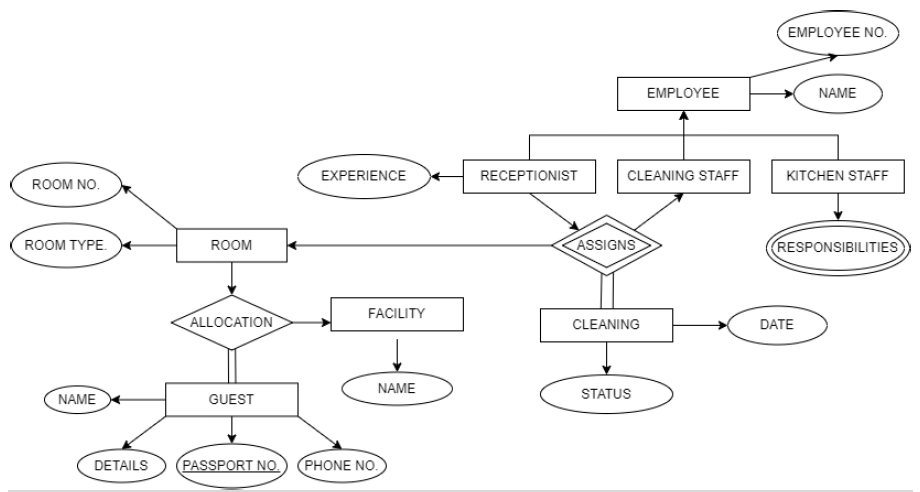 EMPLOYEE NO.
EMPLOYEE
NAME
EXPERIENCE
RECEPTIONIST
CLEANING STAFF
KITCHEN STAFF
ROOM NO.
ROOM TYPE.
ROOM
ASSIGNS
RESPONSIBILITIES
ALLOCATION
FACILITY
CLEANING
DATE
NAME
STATUS
NAME
GUEST
DETAILS
PASSPORT NO.
PHONE NO.